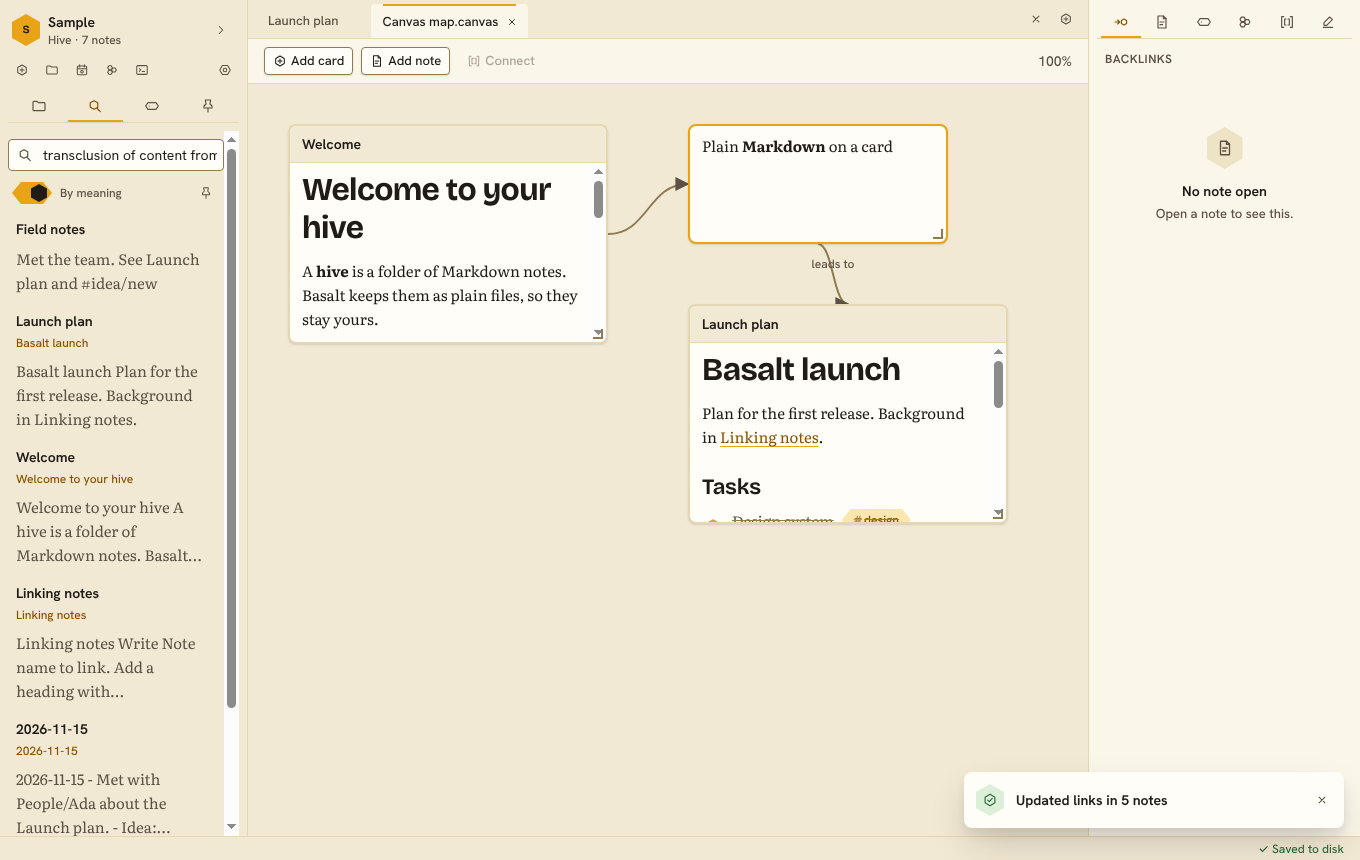 S
Sample
Hive · 7 notes
transclusion of content from
By meaning
Field notes
Met the team. See Launch
plan and #idea/new
Launch plan
Basalt launch
Basalt launch Plan for the
first release. Background
in Linking notes.
Welcome
Welcome to your hive
Welcome to your hive A
hive is a folder of
Markdown notes. Basalt…
Linking notes
Linking notes
Linking notes Write Note
name to link. Add a
heading with…
2026-11-15
2026-11-15
2026-11-15 - Met with
People/Ada about the
Launch plan. - Idea:…
Launch plan
Canvas map.canvas
Add card
Add note
Connect
100%
Welcome
Welcome to your
hive
A hive is a folder of Markdown notes.
Basalt keeps them as plain files, so they
stay yours.
Plain Markdown on a card
leads to
Launch plan
Basalt launch
Plan for the first release. Background
in Linking notes.
Tasks
Design system #design
BACKLINKS
No note open
Open a note to see this.
Updated links in 5 notes
Saved to disk